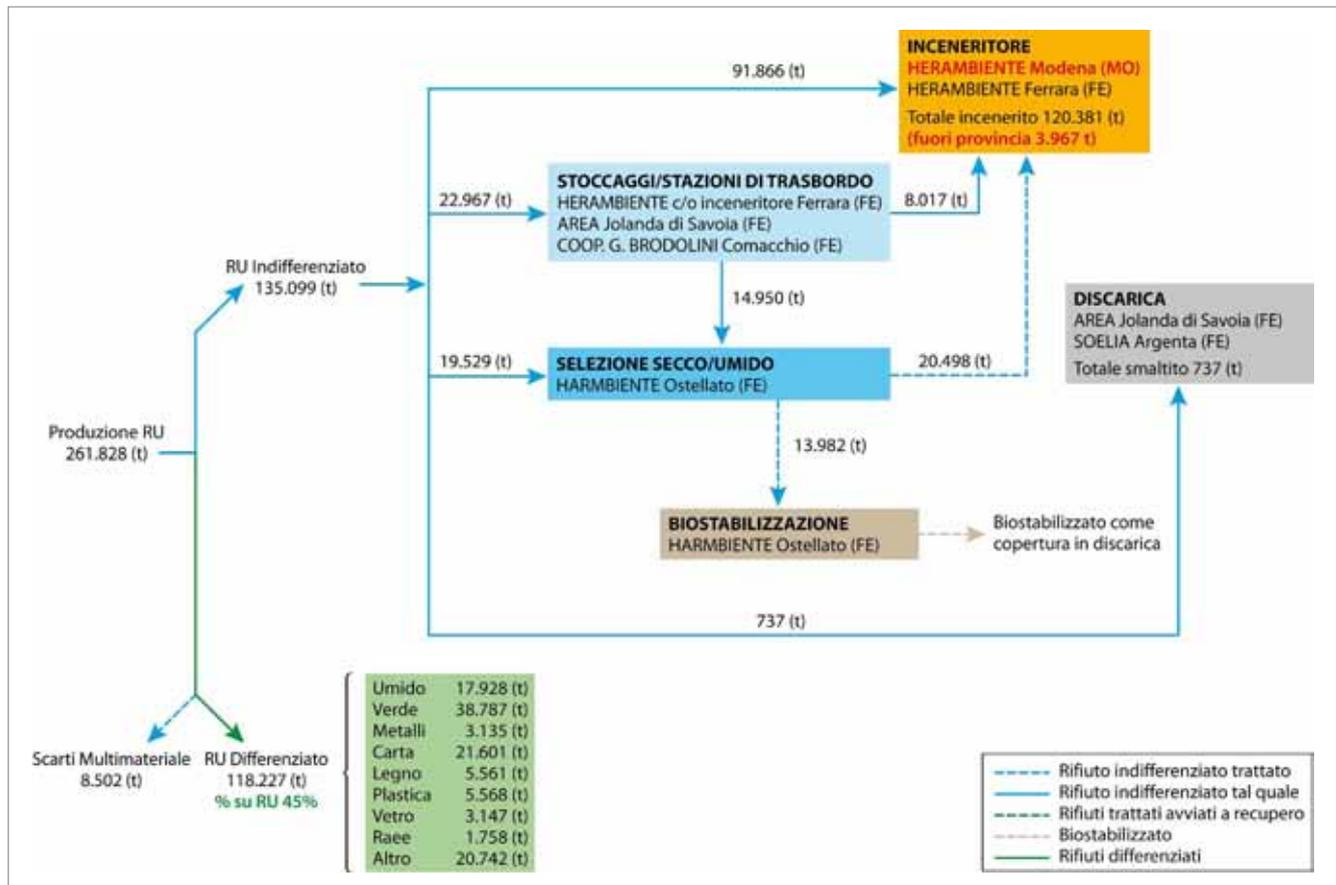 INCENERITORE
HERAMBIENTE Modena (MO)
HERAMBIENTE Ferrara (FE)
Totale incenerito 120.381 (t)
(fuori provincia 3.967 t)
91.866 (t)
STOCCAGGI/STAZIONI DI TRASBORDO
HERAMBIENTE c/o inceneritore Ferrara (FE)
AREA Jolanda di Savoia (FE)
COOP. G. BRODOLINI Comacchio (FE)
22.967 (t)
8.017 (t)
RU Indifferenziato
135.099 (t)
14.950 (t)
DISCARICA
AREA Jolanda di Savoia (FE)
SOELIA Argenta (FE)
Totale smaltito 737 (t)
19.529 (t)
SELEZIONE SECCO/UMIDO
HARMBIENTE Ostellato (FE)
20.498 (t)
Produzione RU
261.828 (t)
13.982 (t)
BIOSTABILIZZAZIONE
HARMBIENTE Ostellato (FE)
Biostabilizzato come
copertura in discarica
737 (t)
Scarti Multimateriale
8.502 (t)
RU Differenziato
118.227 (t)
% su RU 45%
Umido 17.928 (t)
Verde 38.787 (t)
Metalli 3.135 (t)
Carta 21.601 (t)
Legno 5.561 (t)
Plastica 5.568 (t)
Vetro 3.147 (t)
Raee 1.758 (t)
Altro 20.742 (t)
Rifiuto indifferenziato trattato
Rifiuto indifferenziato tal quale
Rifiuti trattati avviati a recupero
Biostabilizzato
Rifiuti differenziati